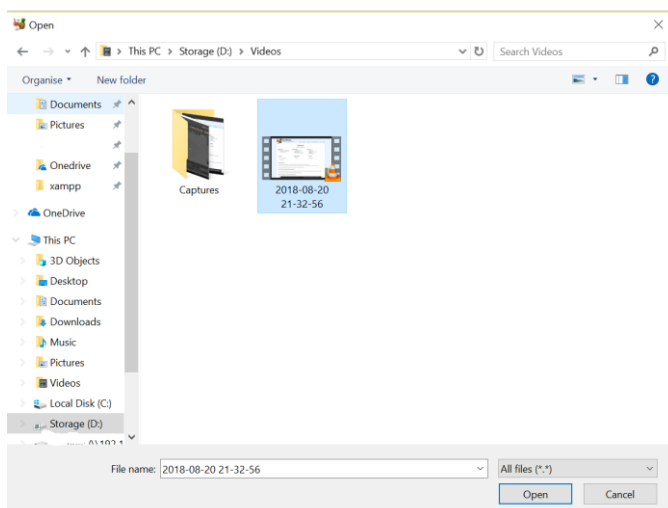 Open
This PC > Storage (D:) > Videos
Search Videos
Organise
New folder
Documents
Pictures
Onedrive
xampp
OneDrive
This PC
3D Objects
Desktop
Documents
Downloads
Music
Pictures
Videos
Local Disk (C:)
Storage (D:)
Captures
2018-08-20
21-32-56
File name: 2018-08-20 21-32-56
All files (*.*)
Open
Cancel